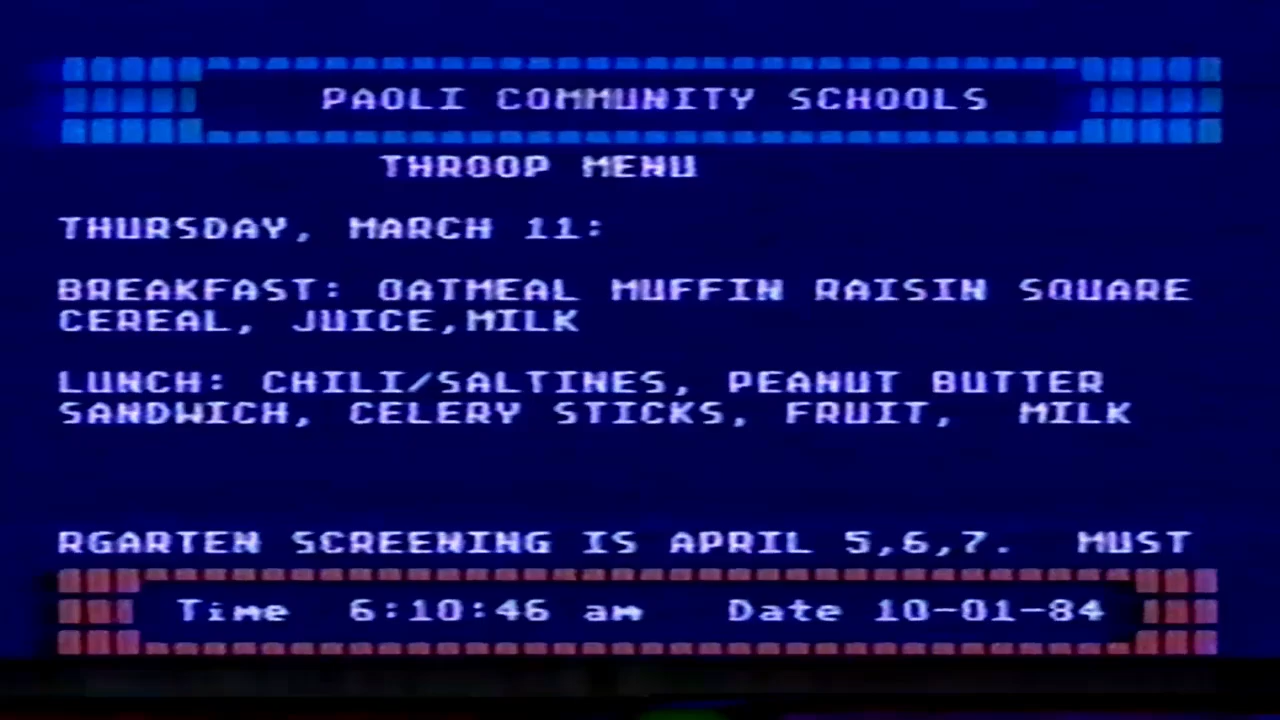 PAOLI COMMUNITY SCHOOLS
THROOP MENU
THURSDAY, MARCH 11:
BREAKFAST: OATMEAL MUFFIN RAISIN SQUARE
CEREAL, JUICE,MILK
LUNCH: CHILI/SALTINES, PEANUT BUTTER
SANDWICH, CELERY STICKS, FRUIT,  MILK
RGARTEN SCREENING IS APRIL 5,6,7.  MUST
Time  6:10:46 am   Date 10-01-84